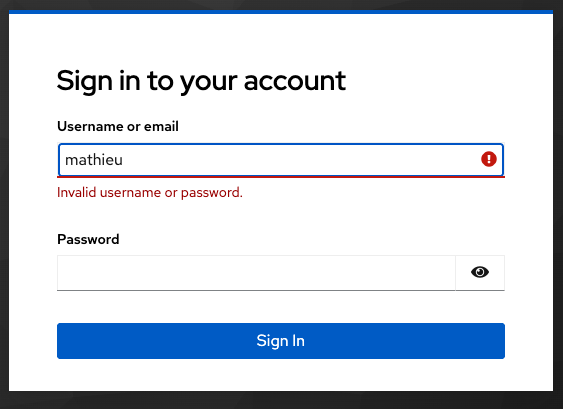 Sign in to your account
Username or email
mathieu
Invalid username or password.
Password
Sign In